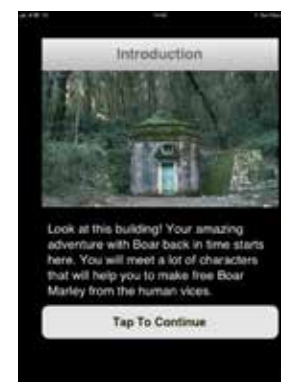 Introduction
Look at this building! Your amazing
adventure with Boar back in time starts
here. You will meet a lot of characters
that will help you to make free Boar
Marley from the human vices.
Tap To Continue